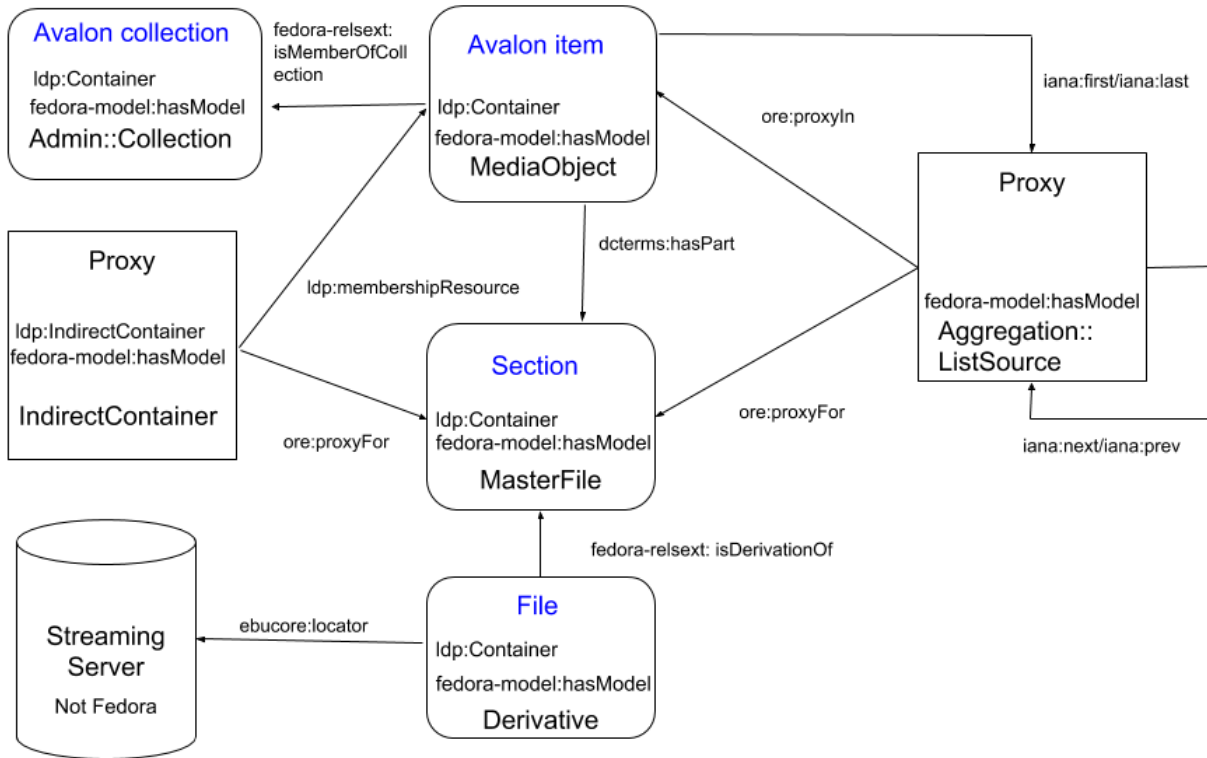 Avalon collection
ldp:Container
fedora-model:hasModel
Admin::Collection
fedora-relsext:
isMemberOfColl
ection
Avalon item
ldp:Container
fedora-model:hasModel
MediaObject
iana:first/iana:last
ore:proxyIn
Proxy
fedora-model:hasModel
Aggregation::
ListSource
iana:next/iana:prev
dcterms:hasPart
Proxy
ldp:IndirectContainer
fedora-model:hasModel
IndirectContainer
ldp:membershipResource
ore:proxyFor
Section
ldp:Container
fedora-model:hasModel
MasterFile
ore:proxyFor
fedora-relsext: isDerivationOf
Streaming
Server
Not Fedora
ebucore:locator
File
ldp:Container
fedora-model:hasModel
Derivative